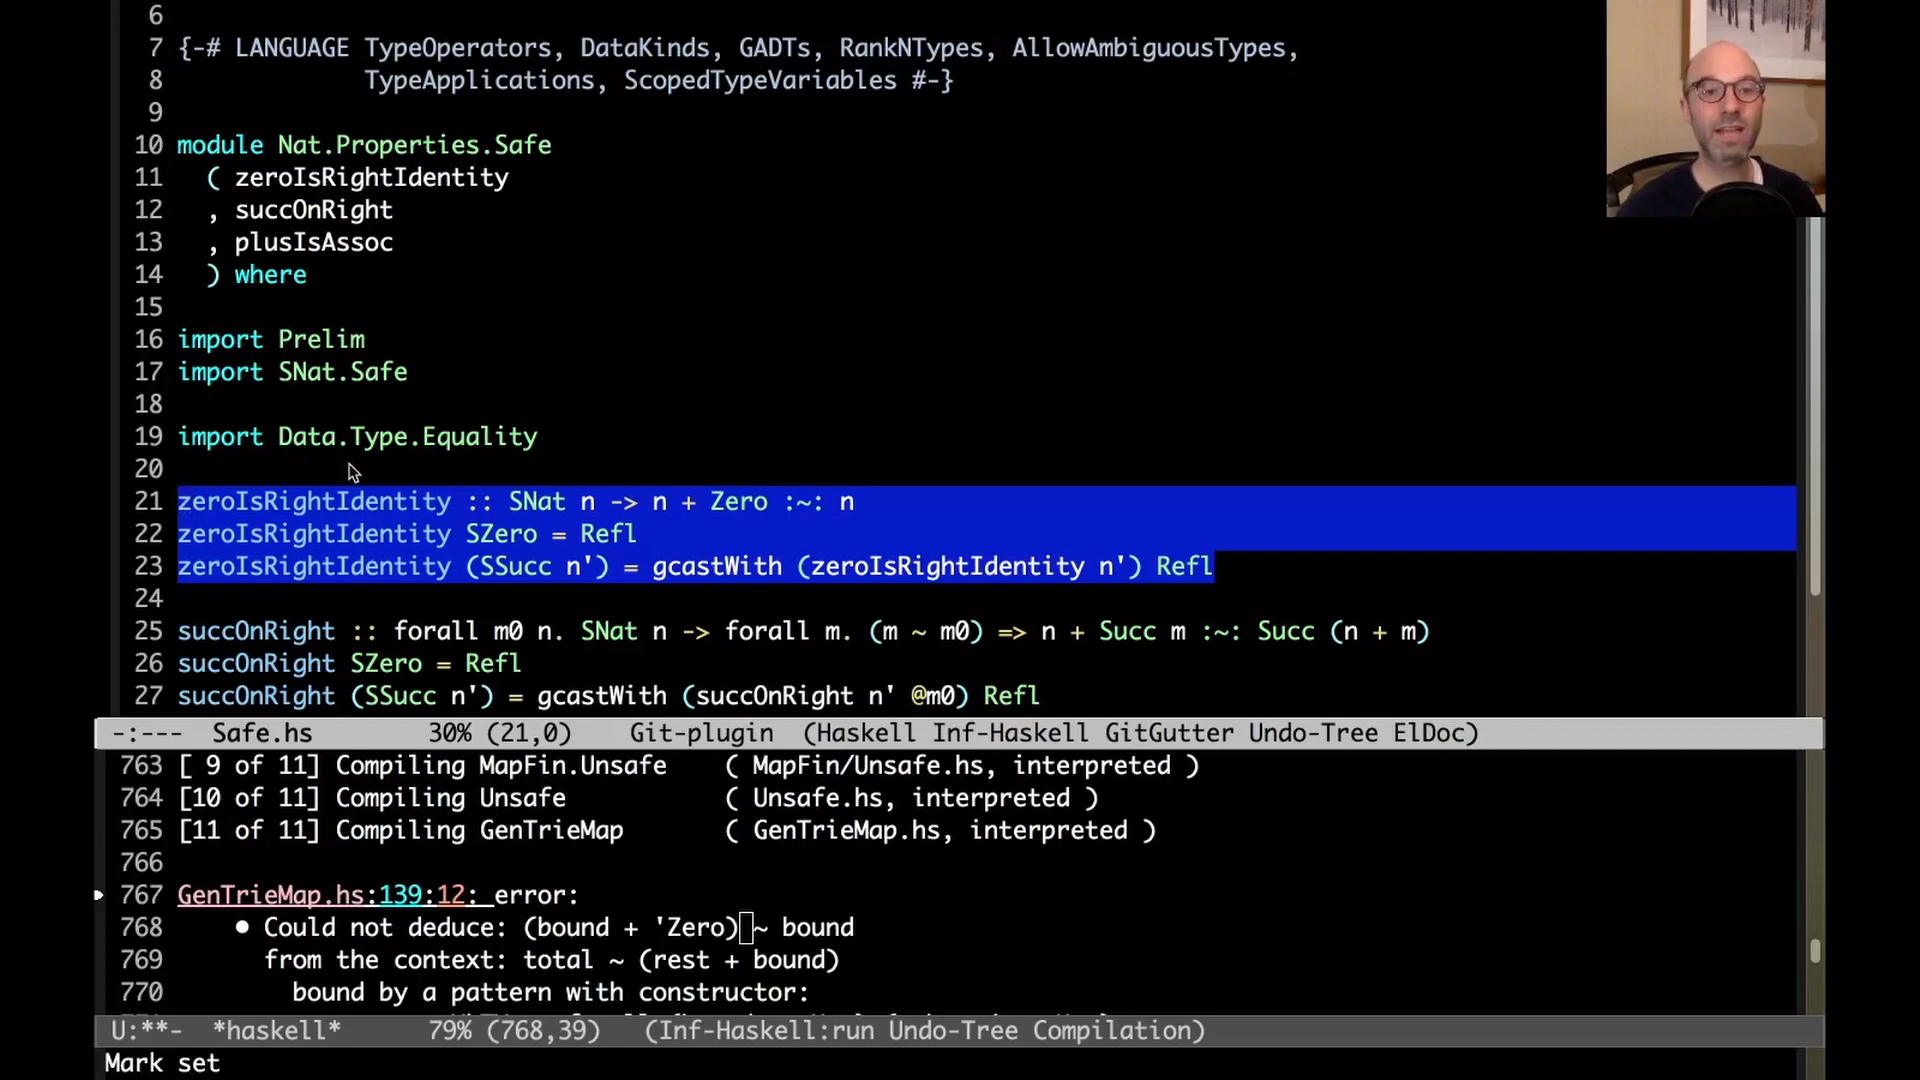 6
7 {-# LANGUAGE TypeOperators, DataKinds, GADTs, RankNTypes, AllowAmbiguousTypes,
8 TypeApplications, ScopedTypeVariables #-}
9
10 module Nat.Properties.Safe
11 ( zeroIsRightIdentity
12 , succOnRight
13 , plusIsAssoc
14 ) where
15
16 import Prelim
17 import SNat.Safe
18
19 import Data.Type.Equality
20
21 zeroIsRightIdentity :: SNat n -> n + Zero :~: n
22 zeroIsRightIdentity SZero = Refl
23 zeroIsRightIdentity (SSucc n') = gcastWith (zeroIsRightIdentity n') Refl
24
25 succOnRight :: forall m0 n. SNat n -> forall m. (m ~ m0) => n + Succ m :~: Succ (n + m)
26 succOnRight SZero = Refl
27 succOnRight (SSucc n') = gcastWith (succOnRight n' @m0) Refl
-:--- Safe.hs 30% (21,0) Git-plugin (Haskell Inf-Haskell GitGutter Undo-Tree ElDoc)
763 [ 9 of 11] Compiling MapFin.Unsafe ( MapFin/Unsafe.hs, interpreted )
764 [10 of 11] Compiling Unsafe ( Unsafe.hs, interpreted )
765 [11 of 11] Compiling GenTrieMap ( GenTrieMap.hs, interpreted )
766
767 GenTrieMap.hs:139:12: error:
768 • Could not deduce: (bound + 'Zero) ~ bound
769 from the context: total ~ (rest + bound)
770 bound by a pattern with constructor:
U:**- *haskell* 79% (768,39) (Inf-Haskell:run Undo-Tree Compilation)
Mark set